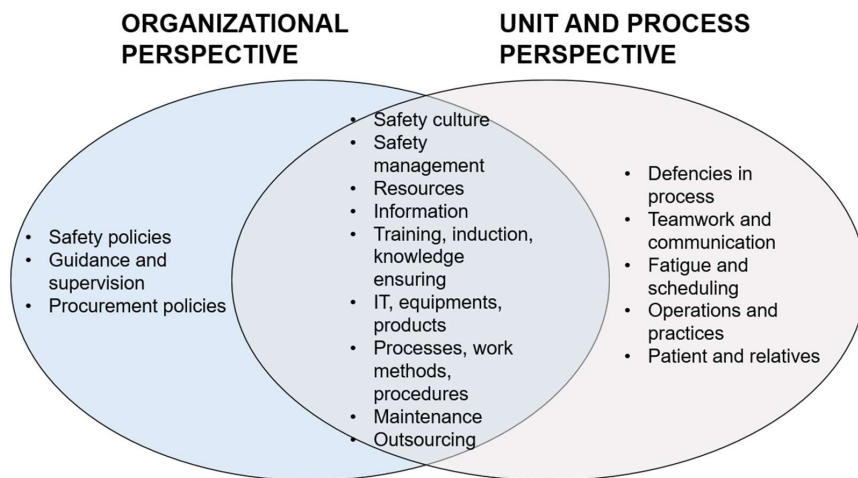 ORGANIZATIONAL
PERSPECTIVE
UNIT AND PROCESS
PERSPECTIVE
• Safety policies
• Guidance and
supervision
• Procurement policies
• Safety culture
• Safety
management
• Resources
• Information
• Training, induction,
knowledge
ensuring
• IT, equipments,
products
• Processes, work
methods,
procedures
• Maintenance
• Outsourcing
• Defencies in
process
• Teamwork and
communication
• Fatigue and
scheduling
• Operations and
practices
• Patient and relatives